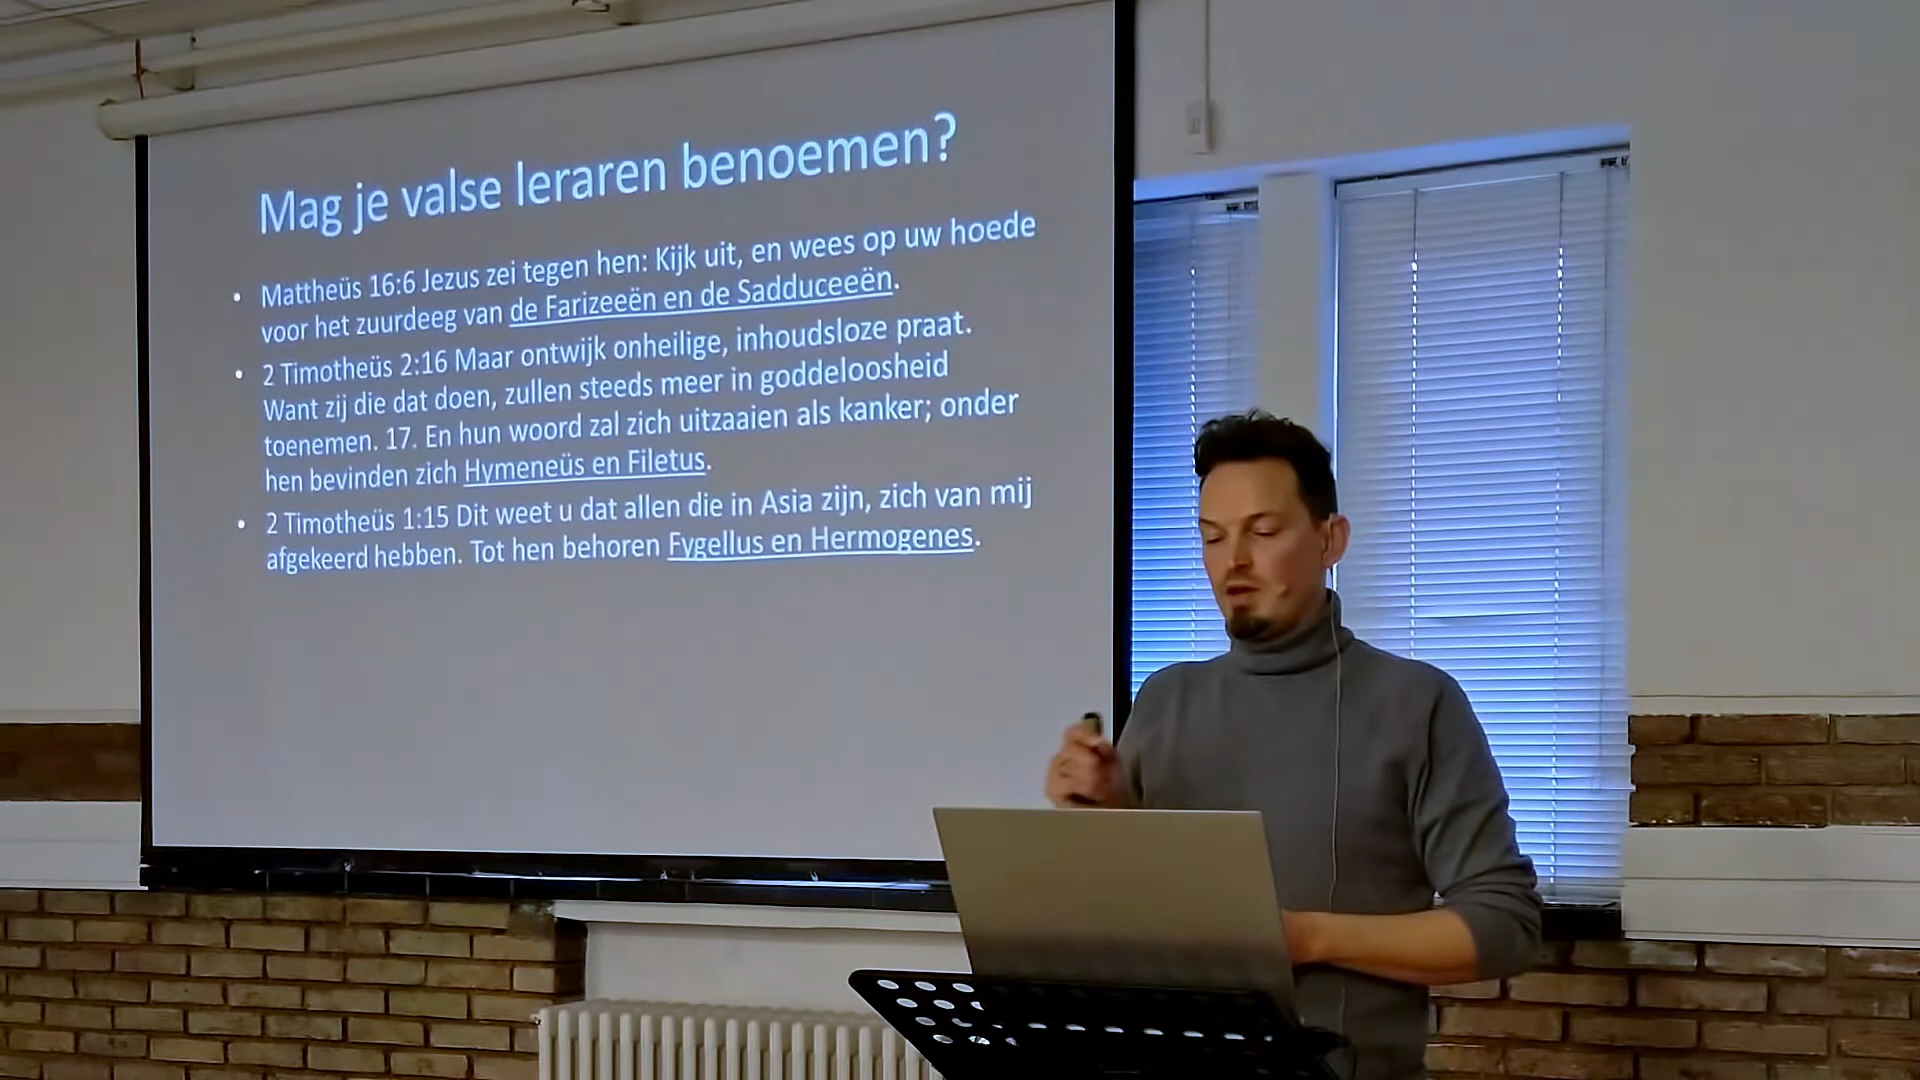 Mag je valse leraren benoemen?
• Mattheüs 16:6 Jezus zei tegen hen: Kijk uit, en wees op uw hoede
voor het zuurdeeg van de Farizeeën en de Sadduceeën.
• 2 Timotheüs 2:16 Maar ontwijk onheilige, inhoudsloze praat.
Want zij die dat doen, zullen steeds meer in goddeloosheid
toenemen. 17. En hun woord zal zich uitzaaien als kanker; onder
hen bevinden zich Hymeneüs en Filetus.
• 2 Timotheüs 1:15 Dit weet u dat allen die in Asia zijn, zich van mij
afgekeerd hebben. Tot hen behoren Fygellus en Hermogenes.